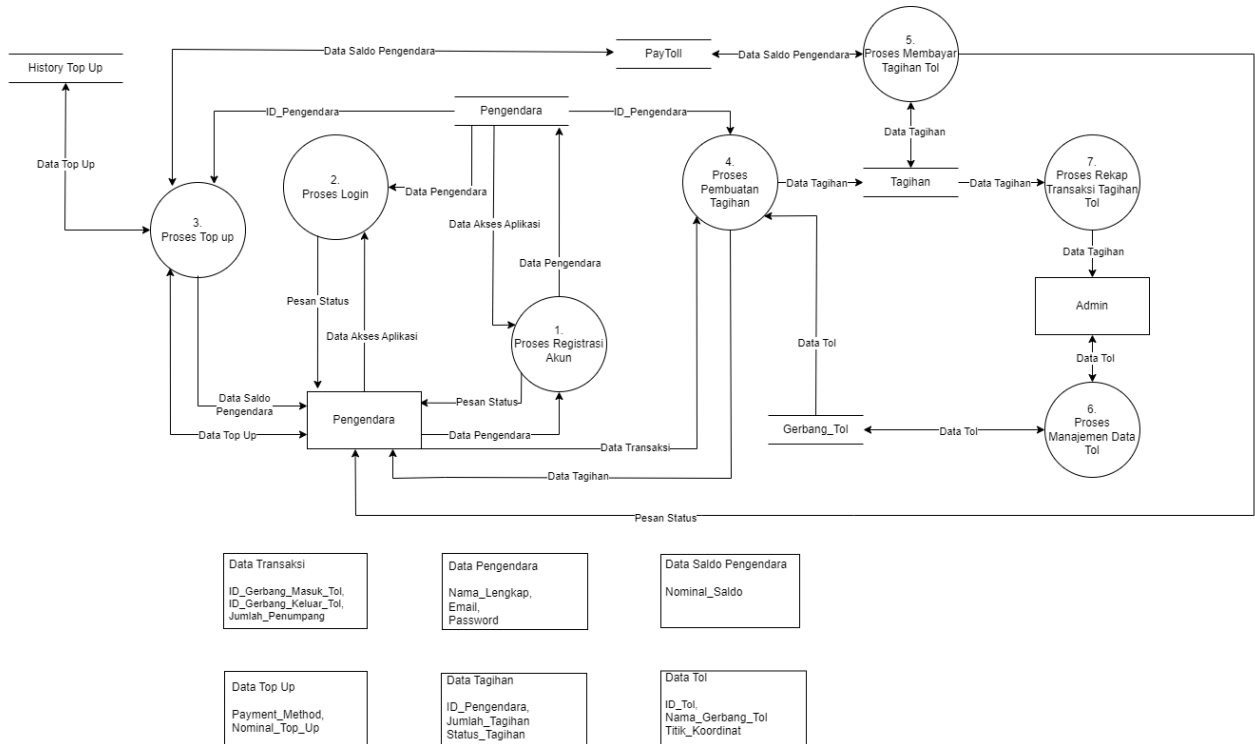 History Top Up
Data Saldo Pengendara
PayToll
Data Saldo Pengendara
5.
Proses Membayar
Tagihan Tol
ID_Pengendara
Pengendara
ID_Pengendara
Data Tagihan
Data Top Up
2.
Proses Login
Data Pengendara
4.
Proses
Pembuatan
Tagihan
Data Tagihan
Tagihan
Data Tagihan
7.
Proses Rekap
Transaksi Tagihan
Tol
3.
Proses Top up
Data Akses Aplikasi
Data Pengendara
Data Tagihan
Pesan Status
Data Akses Aplikasi
1.
Proses Registrasi
Akun
Data Tol
Admin
Data Tol
Data Saldo
Pengendara
Pesan Status
Pengendara
Data Top Up
Data Pengendara
Data Transaksi
Gerbang_Tol
Data Tol
6.
Proses
Manajemen Data
Tol
Data Tagihan
Pesan Status
Data Transaksi
ID_Gerbang_Masuk_Tol,
ID_Gerbang_Keluar_Tol,
Jumlah_Penumpang
Data Pengendara
Nama_Lengkap,
Email,
Password
Data Saldo Pengendara
Nominal_Saldo
Data Top Up
Payment_Method,
Nominal_Top_Up
Data Tagihan
ID_Pengendara,
Jumlah_Tagihan
Status_Tagihan
Data Tol
ID_Tol,
Nama_Gerbang_Tol
Titik_Koordinat